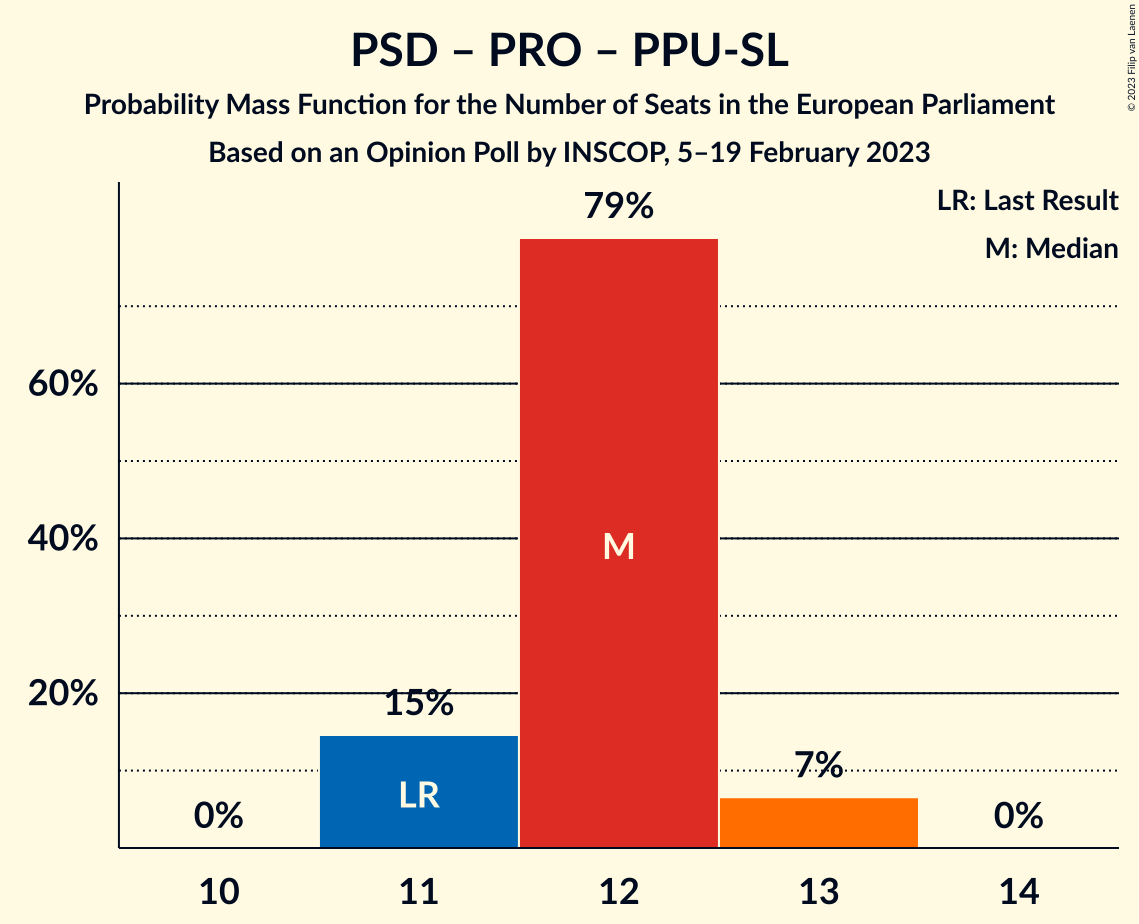 PSD – PRO – PPU-SL
Probability Mass Function for the Number of Seats in the European Parliament
Based on an Opinion Poll by INSCOP, 5–19 February 2023
© 2023 Filip van Laenen
LR: Last Result
M: Median
79%
60%
40%
20%
M
15%
LR
7%
0%
0%
10 11 12 13 14